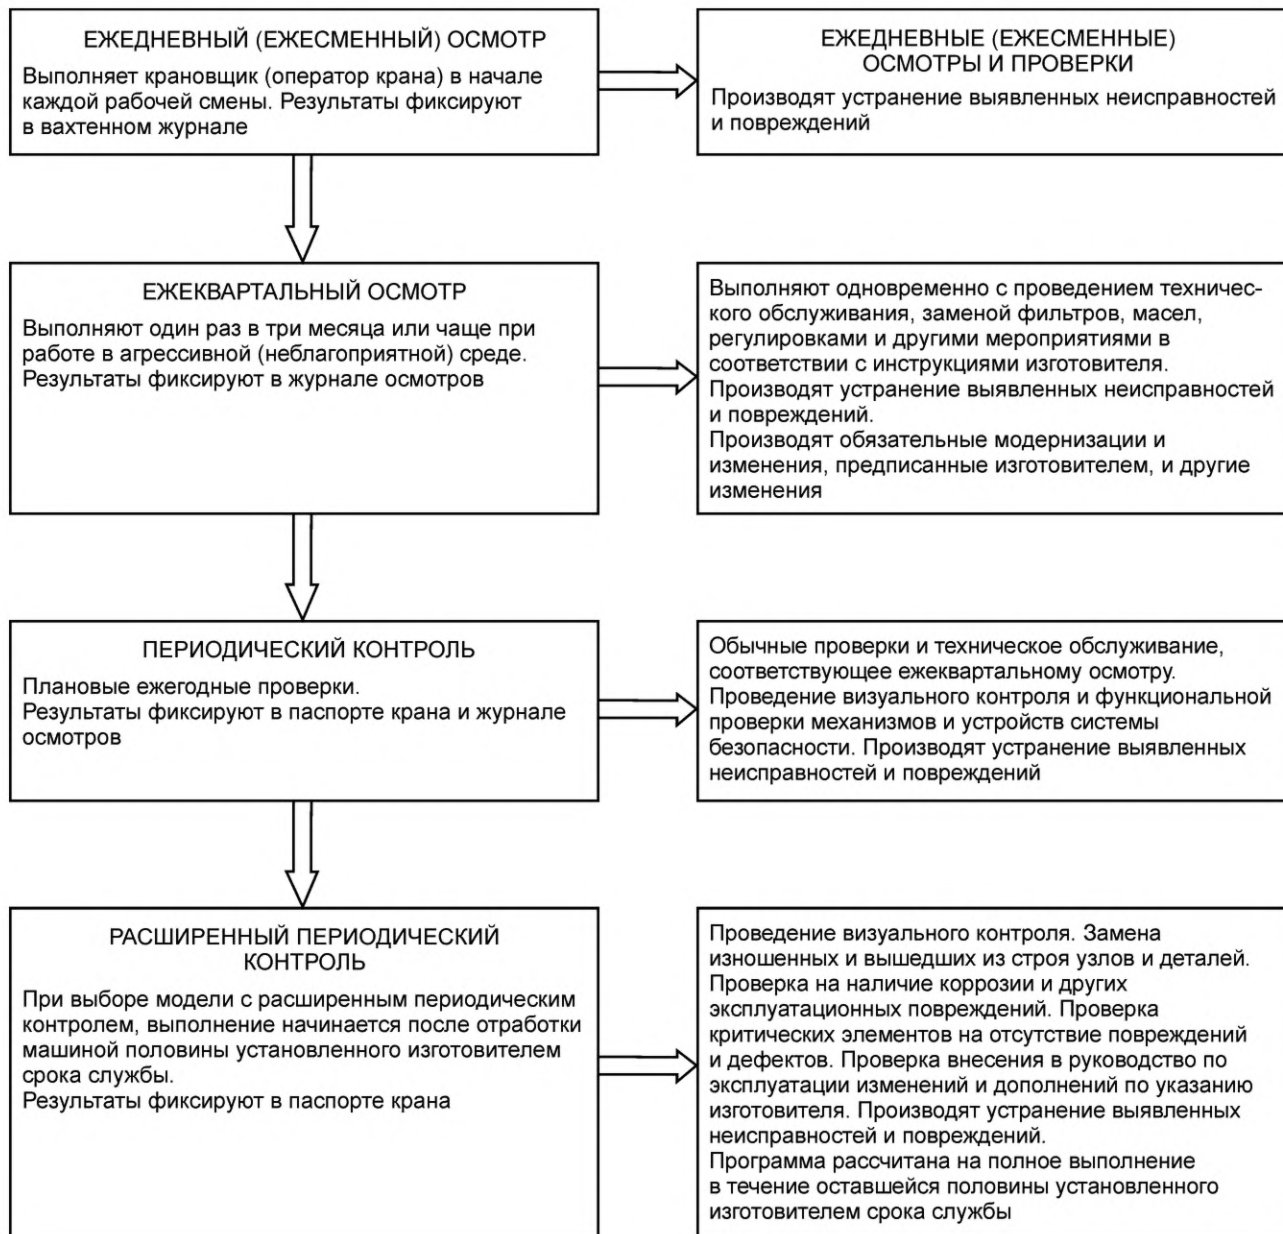 ЕЖЕДНЕВНЫЙ (ЕЖЕСМЕННЫЙ) ОСМОТР
Выполняет крановщик (оператор крана) в начале
каждой рабочей смены. Результаты фиксируют
в вахтенном журнале
ЕЖЕДНЕВНЫЕ (ЕЖЕСМЕННЫЕ)
ОСМОТРЫ И ПРОВЕРКИ
Производят устранение выявленных неисправностей
и повреждений
ЕЖЕКВАРТАЛЬНЫЙ ОСМОТР
Выполняют один раз в три месяца или чаще при
работе в агрессивной (неблагоприятной) среде.
Результаты фиксируют в журнале осмотров
Выполняют одновременно с проведением техничес-
кого обслуживания, заменой фильтров, масел,
регулировками и другими мероприятиями в
соответствии с инструкциями изготовителя.
Производят устранение выявленных неисправностей
и повреждений.
Производят обязательные модернизации и
изменения, предписанные изготовителем, и другие
изменения
ПЕРИОДИЧЕСКИЙ КОНТРОЛЬ
Плановые ежегодные проверки.
Результаты фиксируют в паспорте крана и журнале
осмотров
Обычные проверки и техническое обслуживание,
соответствующее ежеквартальному осмотру.
Проведение визуального контроля и функциональной
проверки механизмов и устройств системы
безопасности. Производят устранение выявленных
неисправностей и повреждений
РАСШИРЕННЫЙ ПЕРИОДИЧЕСКИЙ
КОНТРОЛЬ
При выборе модели с расширенным периодическим
контролем, выполнение начинается после отработки
машиной половины установленного изготовителем
срока службы.
Результаты фиксируют в паспорте крана
Проведение визуального контроля. Замена
изношенных и вышедших из строя узлов и деталей.
Проверка на наличие коррозии и других
эксплуатационных повреждений. Проверка
критических элементов на отсутствие повреждений
и дефектов. Проверка внесения в руководство по
эксплуатации изменений и дополнений по указанию
изготовителя. Производят устранение выявленных
неисправностей и повреждений.
Программа рассчитана на полное выполнение
в течение оставшейся половины установленного
изготовителем срока службы